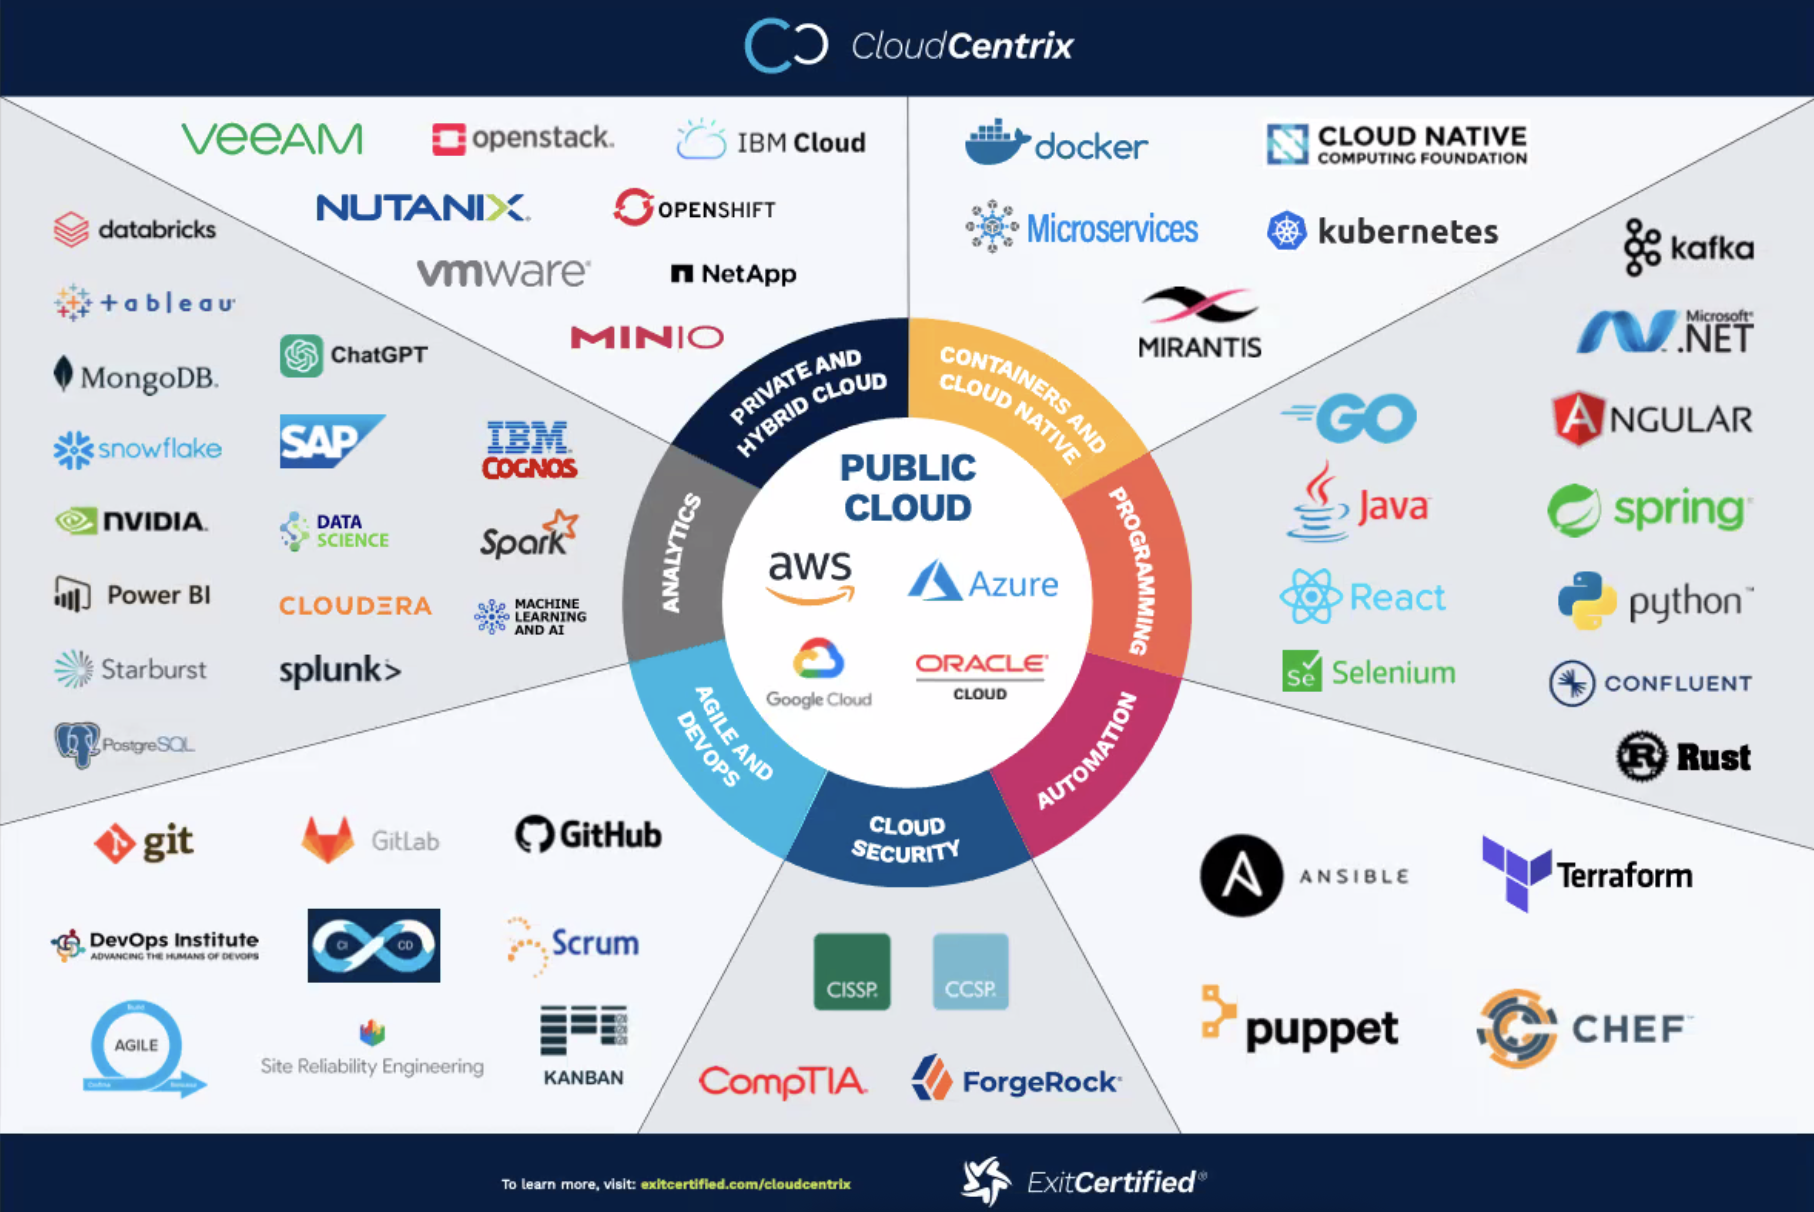 CloudCentrix
veeAM
openstack.
IBM Cloud
NUTANIX
OPENSHIFT
vmware®
NetApp
MINIO
docker
CLOUD NATIVE
COMPUTING FOUNDATION
Microservices
kubernetes
MIRANTIS
databricks
+ableau
MongoDB.
snowflake
NVIDIA.
Power BI
Starburst
PostgreSQL
ChatGPT
SAP
DATA
SCIENCE
CLOUDERA
splunk>
IBM
COGNOS
Spark
MACHINE
LEARNING
AND AI
kafka
Microsoft®
.NET
GO
ANGULAR
Java
spring
React
python™
Selenium
Se
CONFLUENT
R
Rust
PRIVATE AND
HYBRID CLOUD
CONTAINERS AND
CLOUD NATIVE
PROGRAMMING
AUTOMATION
CLOUD
SECURITY
AGILE AND
DEVOPS
ANALYTICS
PUBLIC
CLOUD
aws
Azure
Google Cloud
ORACLE
CLOUD
git
GitLab
GitHub
DevOps Institute
ADVANCING THE HUMANS OF DEVOPS
CI
CD
Scrum
AGILE
Build
Site Reliability Engineering
KANBAN
CISSP.
CCSP.
CompTIA.
ForgeRock
A
ANSIBLE
Terraform
puppet
CHEF™
To learn more, visit: exitcertified.com/cloudcentrix
ExitCertified®